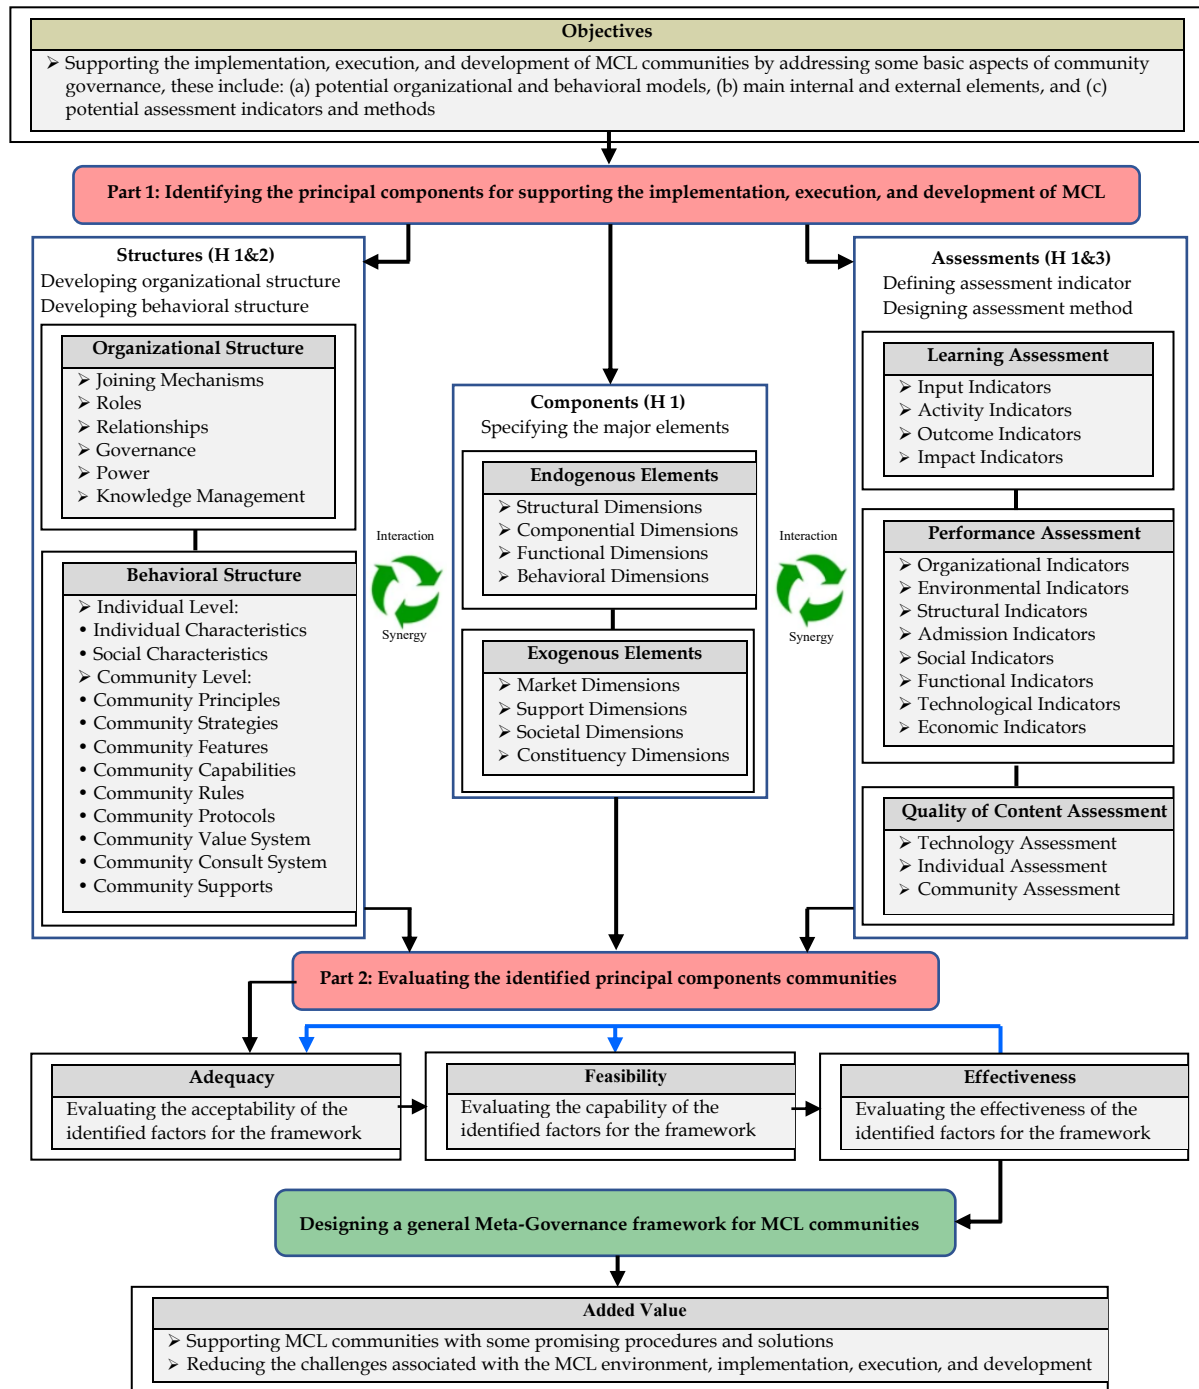 Objectives
➢ Supporting the implementation, execution, and development of MCL communities by addressing some basic aspects of community
governance, these include: (a) potential organizational and behavioral models, (b) main internal and external elements, and (c)
potential assessment indicators and methods
Part 1: Identifying the principal components for supporting the implementation, execution, and development of MCL
Structures (H 1&2)
Developing organizational structure
Developing behavioral structure
Organizational Structure
➢ Joining Mechanisms
➢ Roles
➢ Relationships
➢ Governance
➢ Power
➢ Knowledge Management
Behavioral Structure
➢ Individual Level:
• Individual Characteristics
• Social Characteristics
➢ Community Level:
• Community Principles
• Community Strategies
• Community Features
• Community Capabilities
• Community Rules
• Community Protocols
• Community Value System
• Community Consult System
• Community Supports
Interaction
Synergy
Components (H 1)
Specifying the major elements
Endogenous Elements
➢ Structural Dimensions
➢ Componential Dimensions
➢ Functional Dimensions
➢ Behavioral Dimensions
Exogenous Elements
➢ Market Dimensions
➢ Support Dimensions
➢ Societal Dimensions
➢ Constituency Dimensions
Interaction
Synergy
Assessments (H 1&3)
Defining assessment indicator
Designing assessment method
Learning Assessment
➢ Input Indicators
➢ Activity Indicators
➢ Outcome Indicators
➢ Impact Indicators
Performance Assessment
➢ Organizational Indicators
➢ Environmental Indicators
➢ Structural Indicators
➢ Admission Indicators
➢ Social Indicators
➢ Functional Indicators
➢ Technological Indicators
➢ Economic Indicators
Quality of Content Assessment
➢ Technology Assessment
➢ Individual Assessment
➢ Community Assessment
Part 2: Evaluating the identified principal components communities
Adequacy
Evaluating the acceptability of the
identified factors for the framework
Feasibility
Evaluating the capability of the
identified factors for the framework
Effectiveness
Evaluating the effectiveness of the
identified factors for the framework
Designing a general Meta-Governance framework for MCL communities
Added Value
➢ Supporting MCL communities with some promising procedures and solutions
➢ Reducing the challenges associated with the MCL environment, implementation, execution, and development